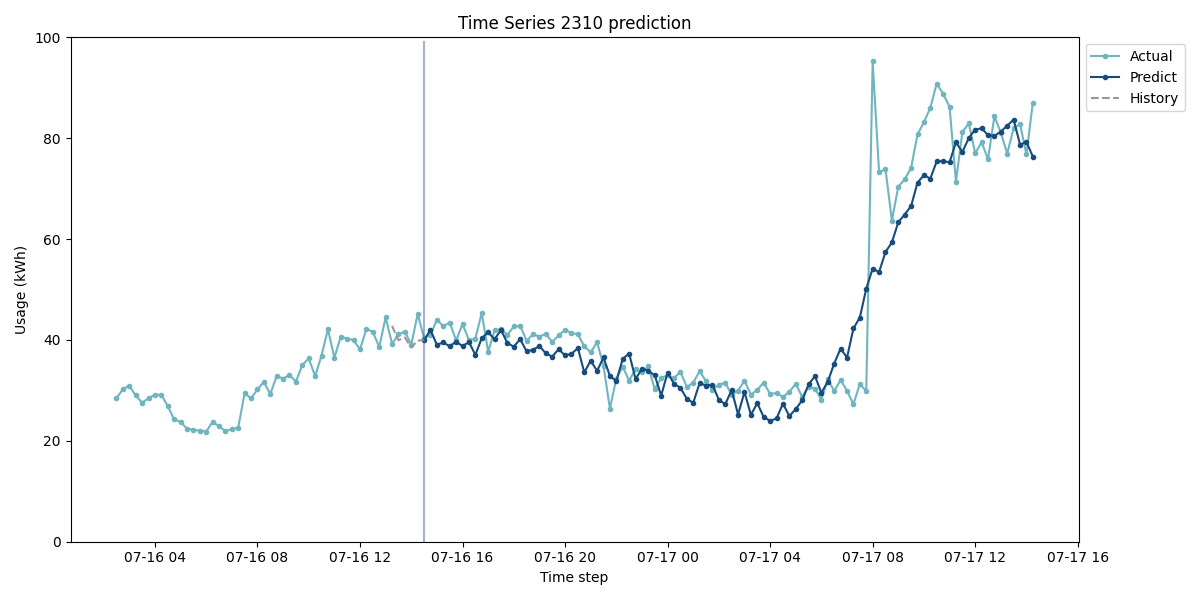 Time Series 2310 prediction
100
80
60
40
20
0
Usage (kWh)
07-16 04
07-16 08
07-16 12
07-16 16
07-16 20
07-17 00
07-17 04
07-17 08
07-17 12
07-17 16
Time step
Actual
Predict
History